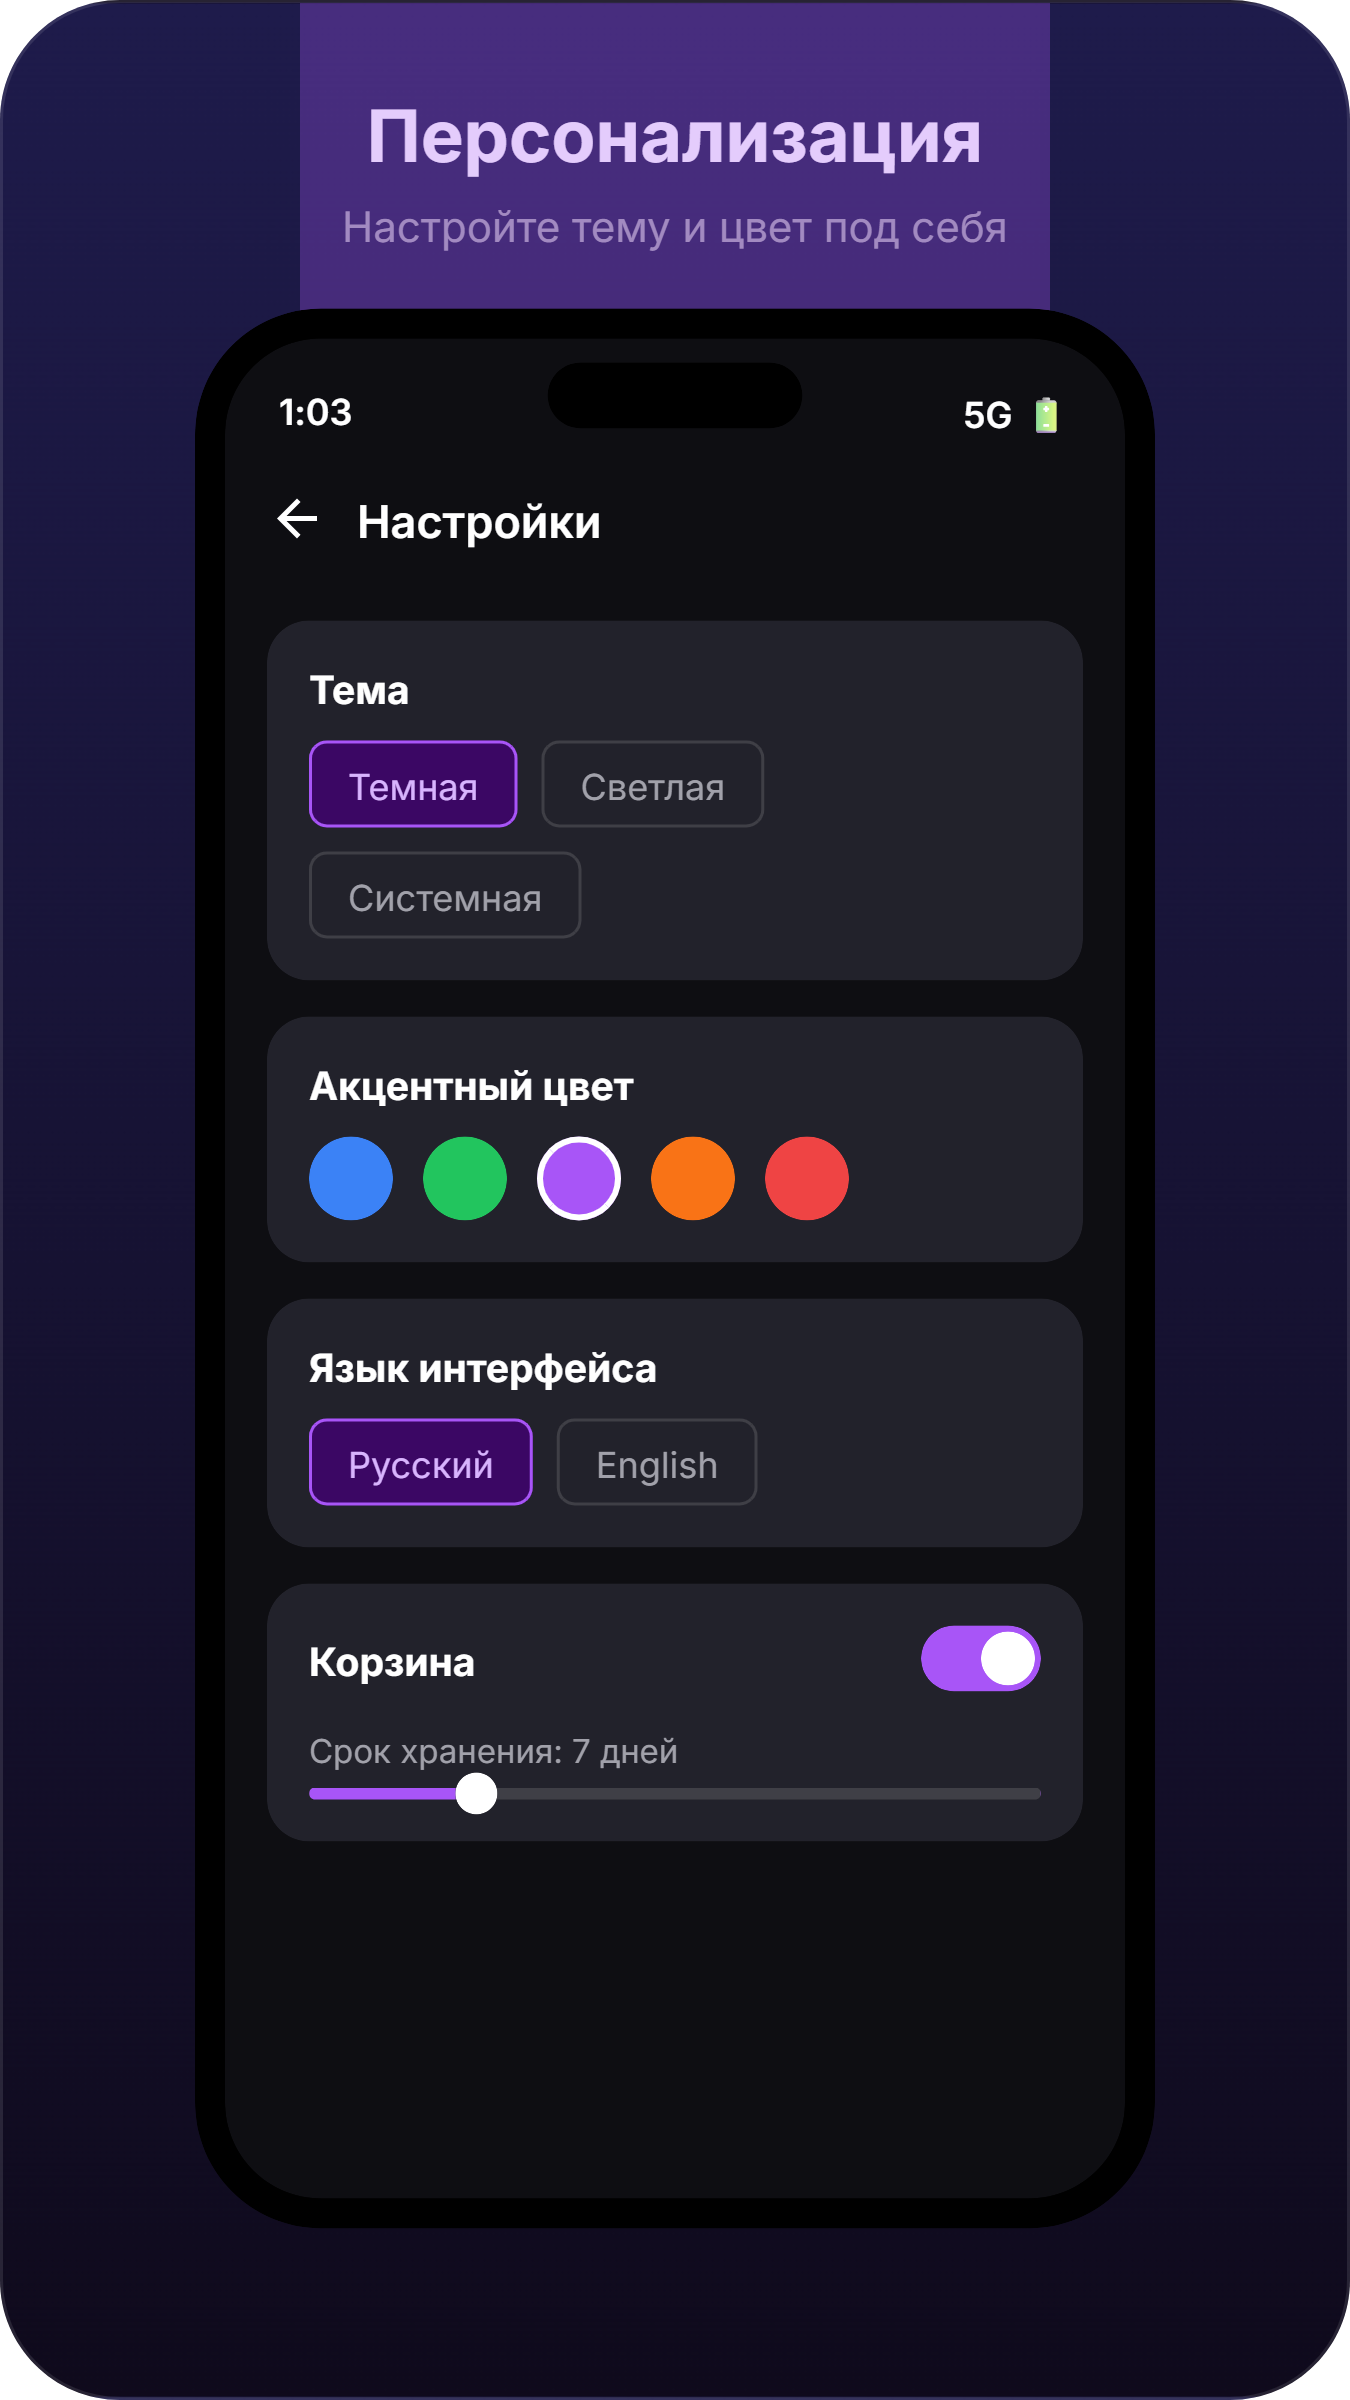 Персонализация
Настройте тему и цвет под себя
1:03
5G
Настройки
Тема
Темная
Светлая
Системная
Акцентный цвет
Язык интерфейса
Русский
English
Корзина
Срок хранения: 7 дней